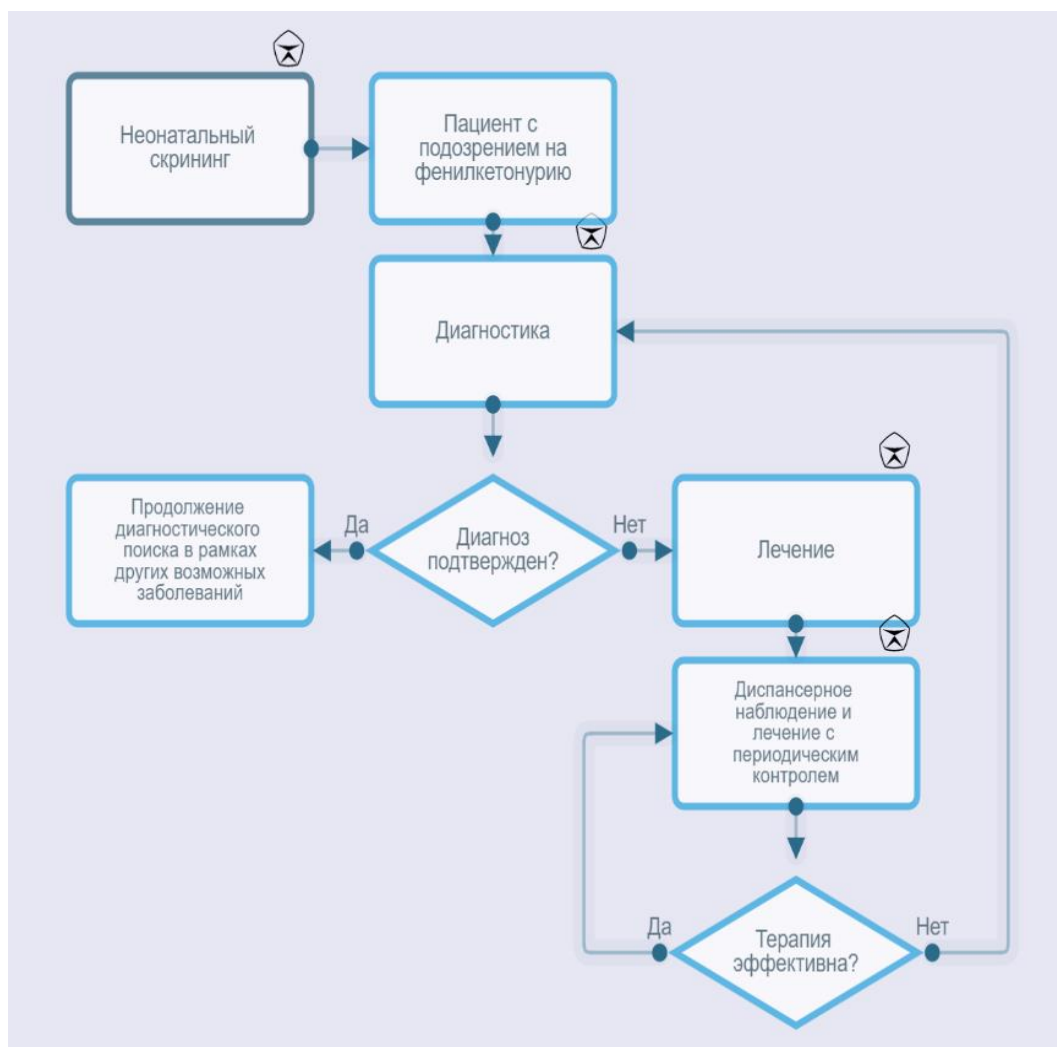 Неонатальный
скрининг
Пациент с
подозрением на
фенилкетонурию
Диагностика
Продолжение
диагностического
поиска в рамках
других возможных
заболеваний
Да
Диагноз
подтвержден?
Нет
Лечение
Диспансерное
наблюдение и
лечение с
периодическим
контролем
Да
Терапия
эффективна?
Нет